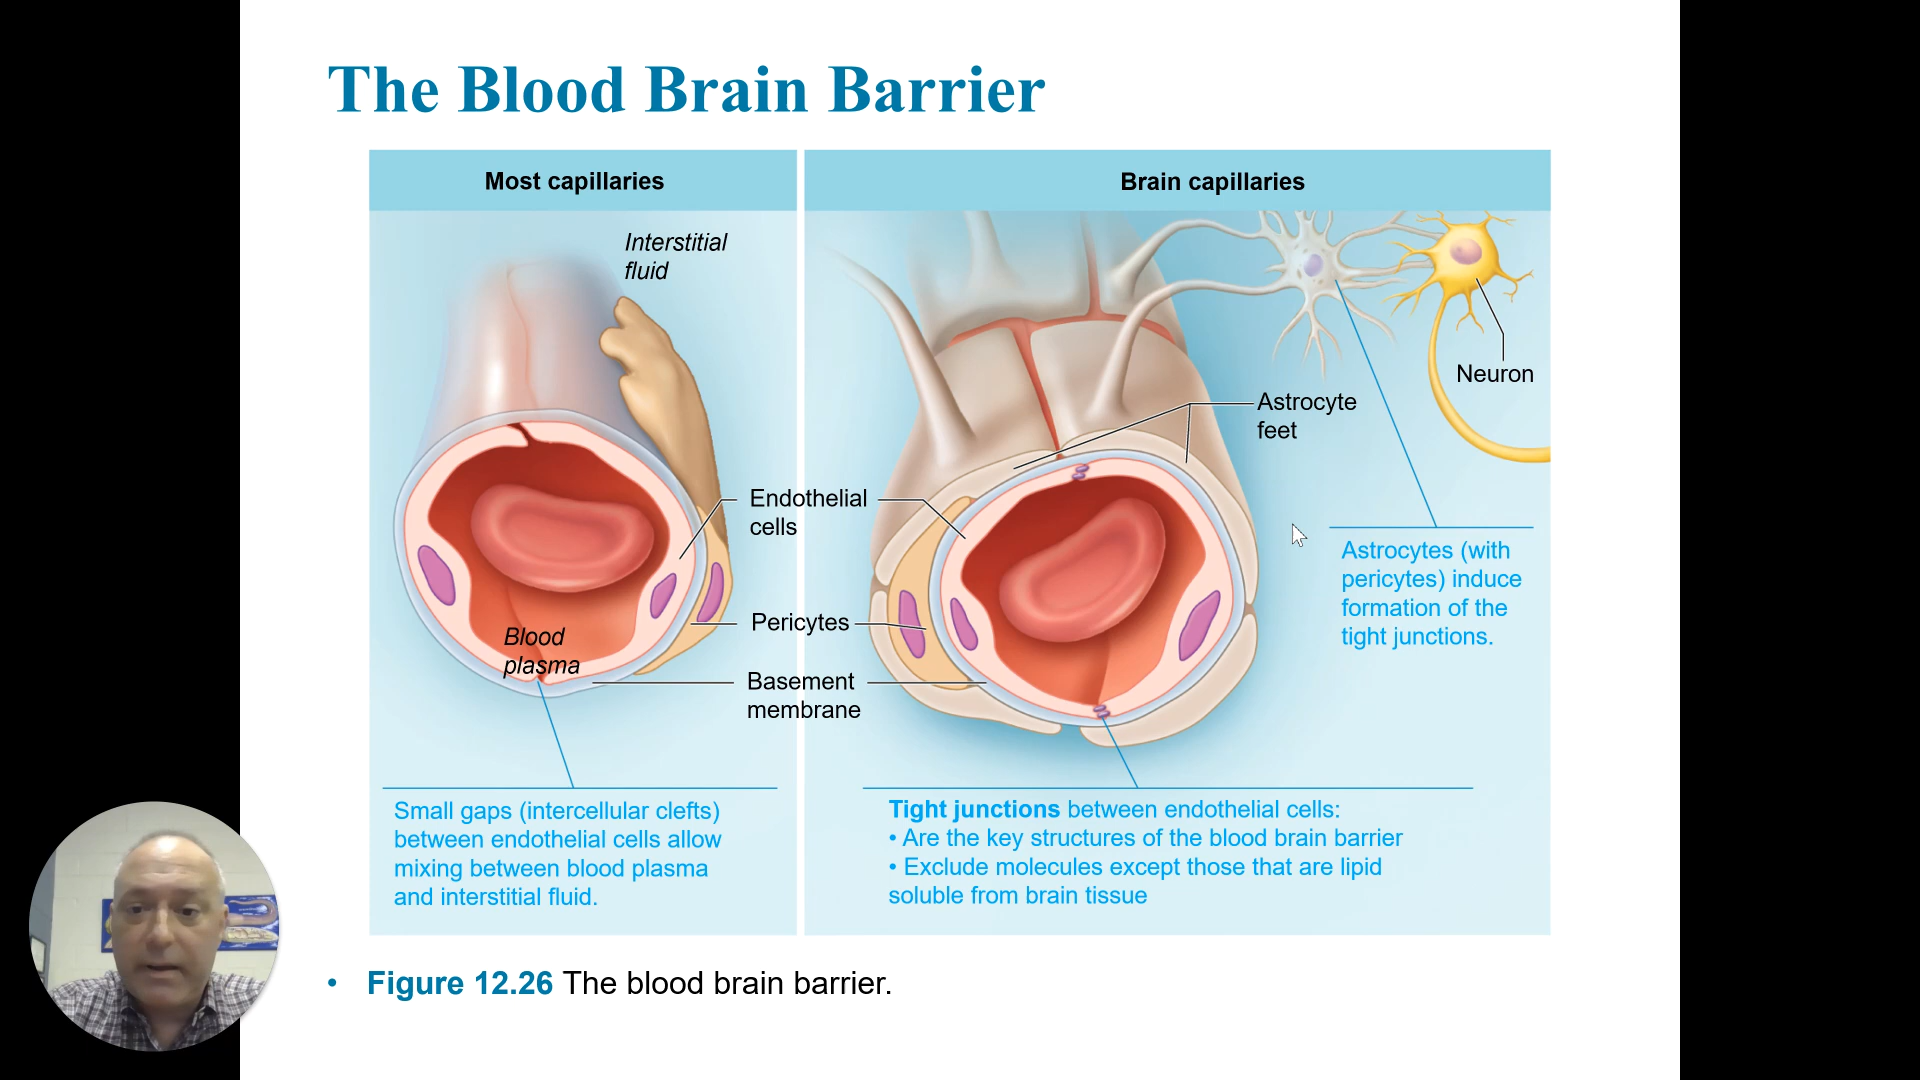 The Blood Brain Barrier
Most capillaries
Brain capillaries
Interstitial
fluid
Neuron
Astrocyte
feet
Endothelial
cells
Astrocytes (with
pericytes) induce
formation of the
tight junctions.
Pericytes
Blood
plasma
Basement
membrane
Small gaps (intercellular clefts)
between endothelial cells allow
mixing between blood plasma
and interstitial fluid.
Tight junctions between endothelial cells:
• Are the key structures of the blood brain barrier
• Exclude molecules except those that are lipid
soluble from brain tissue
• Figure 12.26 The blood brain barrier.